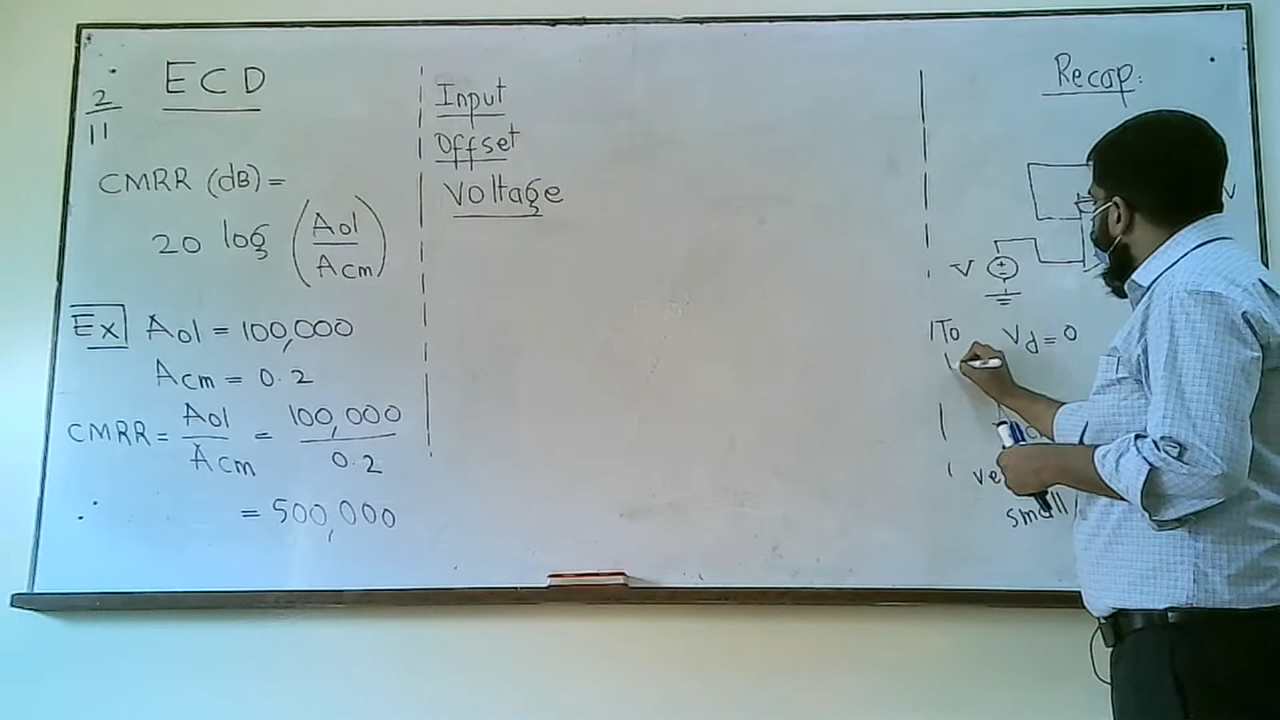 2/11
ECD
CMRR (dB) =
20 log (Aol/Acm)
Ex Aol = 100,000
Acm = 0.2
CMRR = Aol/Acm = 100,000/0.2
∴ = 500,000
Input
Offset
Voltage
Recap:
V
V
To Vd = 0
small